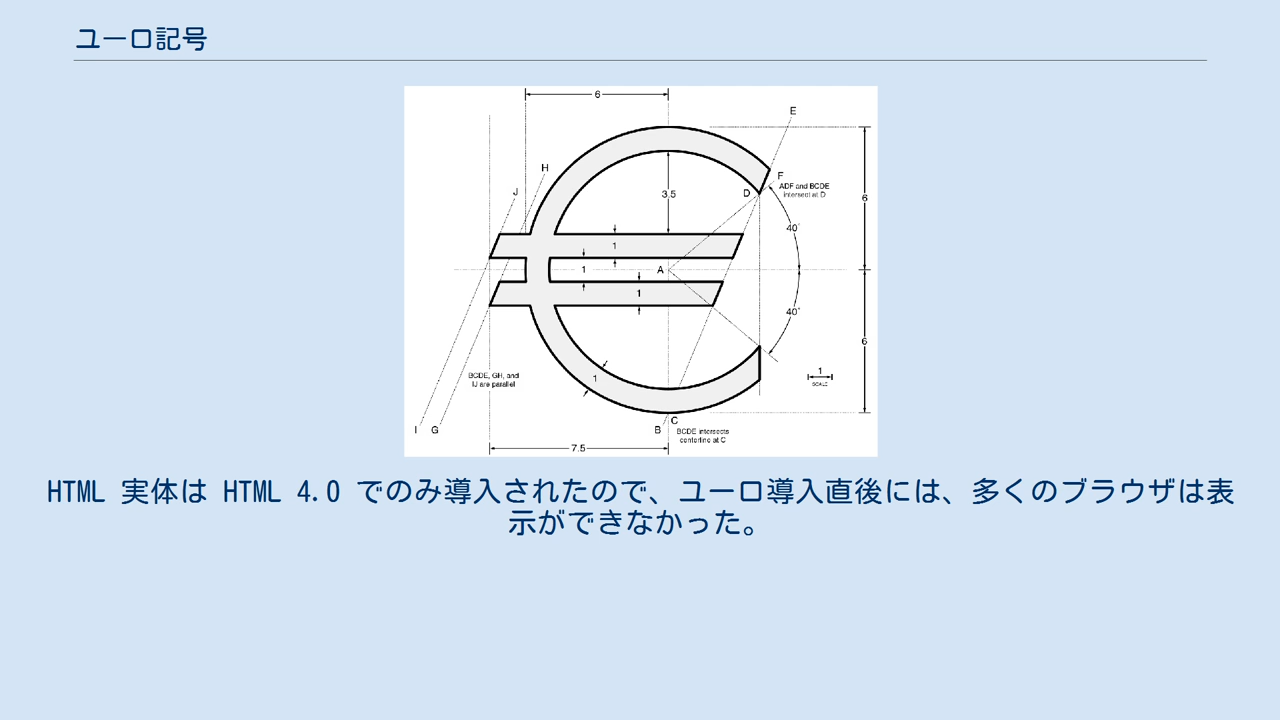 ユーロ記号
6
E
H
F
J
ADF and BCDE
intersect at D
D
3.5
6
40°
1
1
A
1
40°
6
1
SCALE
BCDE, GH, and
IJ are parallel
1
I
G
B
C
BCDE intersects
centerline at C
7.5
HTML 実体は HTML 4.0 でのみ導入されたので、ユーロ導入直後には、多くのブラウザは表
示ができなかった。